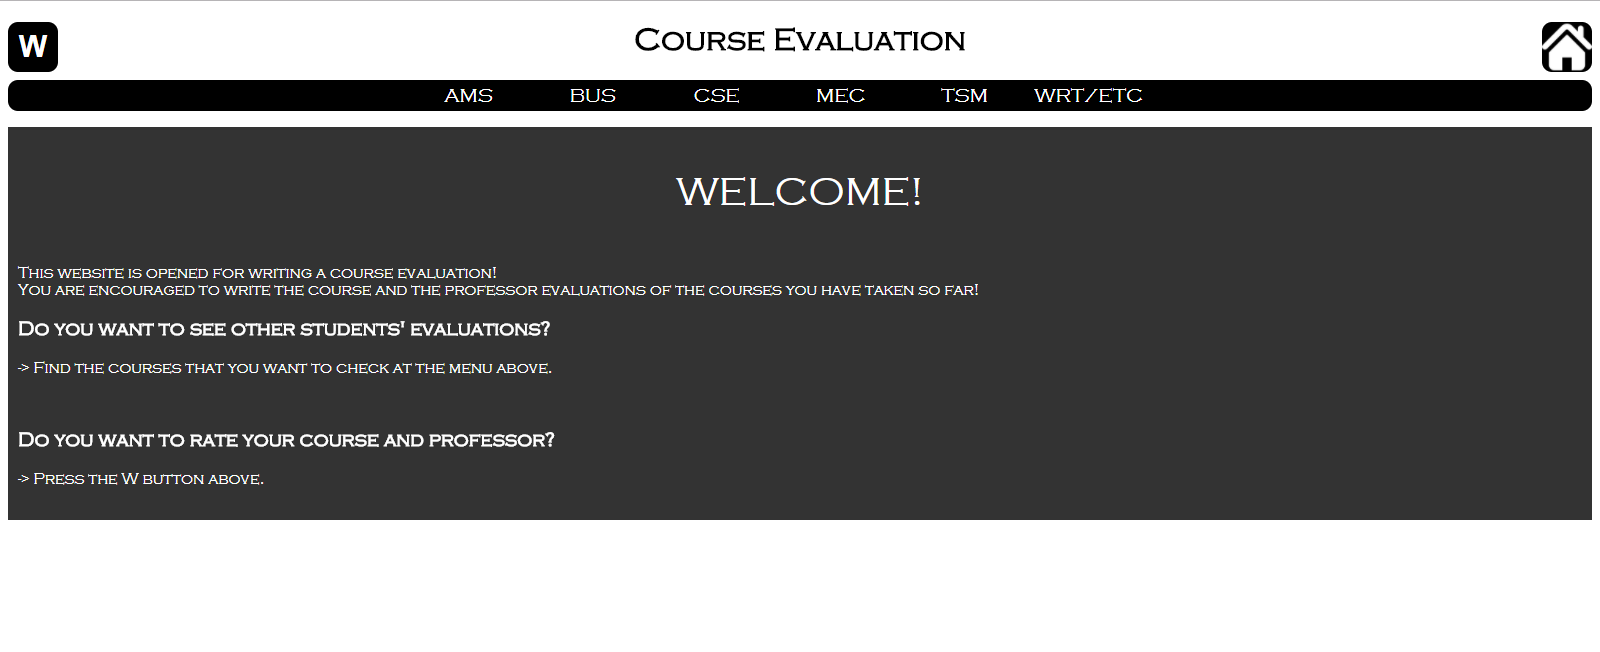 W
Course Evaluation
AMS BUS CSE MEC TSM WRT/ETC
WELCOME!
This website is opened for writing a course evaluation!
You are encouraged to write the course and the professor evaluations of the courses you have taken so far!
Do you want to see other students' evaluations?
-> Find the courses that you want to check at the menu above.
Do you want to rate your course and professor?
-> Press the W button above.